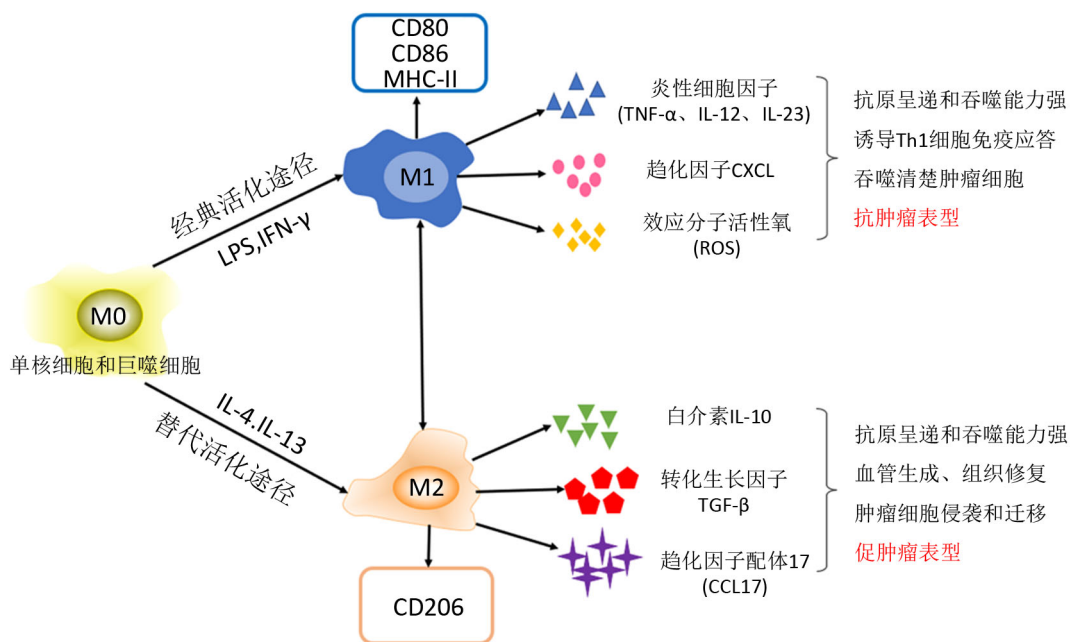 CD80
CD86
MHC-II
M1
炎性细胞因子
(TNF-α、IL-12、IL-23)
趋化因子CXCL
效应分子活性氧
(ROS)
抗原呈递和吞噬能力强
诱导Th1细胞免疫应答
吞噬清楚肿瘤细胞
抗肿瘤表型
经典活化途径
LPS,IFN-γ
M0
单核细胞和巨噬细胞
IL-4.IL-13
替代活化途径
M2
CD206
白介素IL-10
转化生长因子
TGF-β
趋化因子配体17
(CCL17)
抗原呈递和吞噬能力强
血管生成、组织修复
肿瘤细胞侵袭和迁移
促肿瘤表型